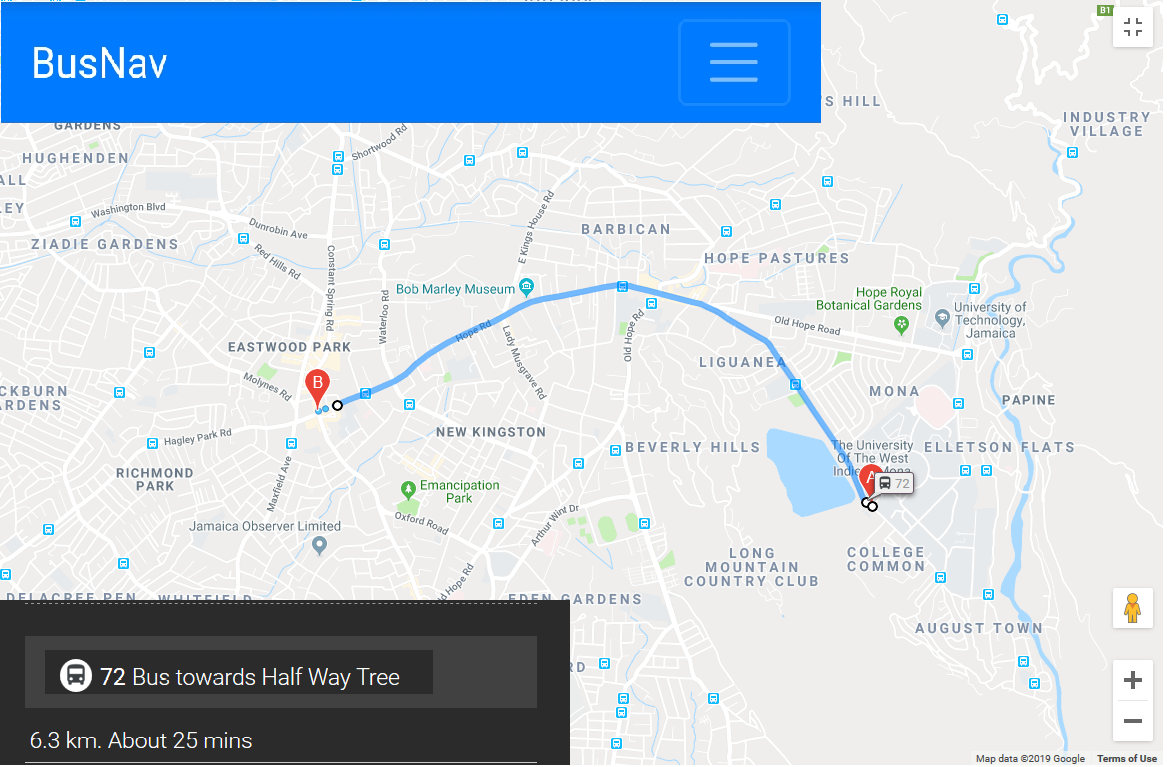 B1
BusNav
S HILL
INDUSTRY
VILLAGE
GARDENS
Shortwood Rd
HUGHENDEN
ALL
LEY
Washington Blvd
E Kings House Rd
Dunrobin Ave
BARBICAN
ZIADIE GARDENS
Red Hills Rd
Constant Spring Rd
HOPE PASTURES
Bob Marley Museum
Hope Royal
Botanical Gardens
Waterloo Rd
University of
Technology,
Jamaica
Old Hope Road
Hope Rd
Old Hope Rd
Lady Musgrave Rd
EASTWOOD PARK
LIGUANEA
Molynes Rd
B
CKBURN
ARDENS
MONA
PAPINE
Hagley Park Rd
NEW KINGSTON
BEVERLY HILLS
The University
Of The West
Indies Mona
ELLETSON FLATS
RICHMOND
PARK
Maxfield Ave
A
72
Emancipation
Park
Oxford Road
Arthur Wint Dr
Jamaica Observer Limited
LONG
MOUNTAIN
COUNTRY CLUB
COLLEGE
COMMON
ld Hope Rd
DELACREE PEN
WHITFIELD
EDEN GARDENS
AUGUST TOWN
RD
72 Bus towards Half Way Tree
6.3 km. About 25 mins
Map data ©2019 Google
Terms of Use